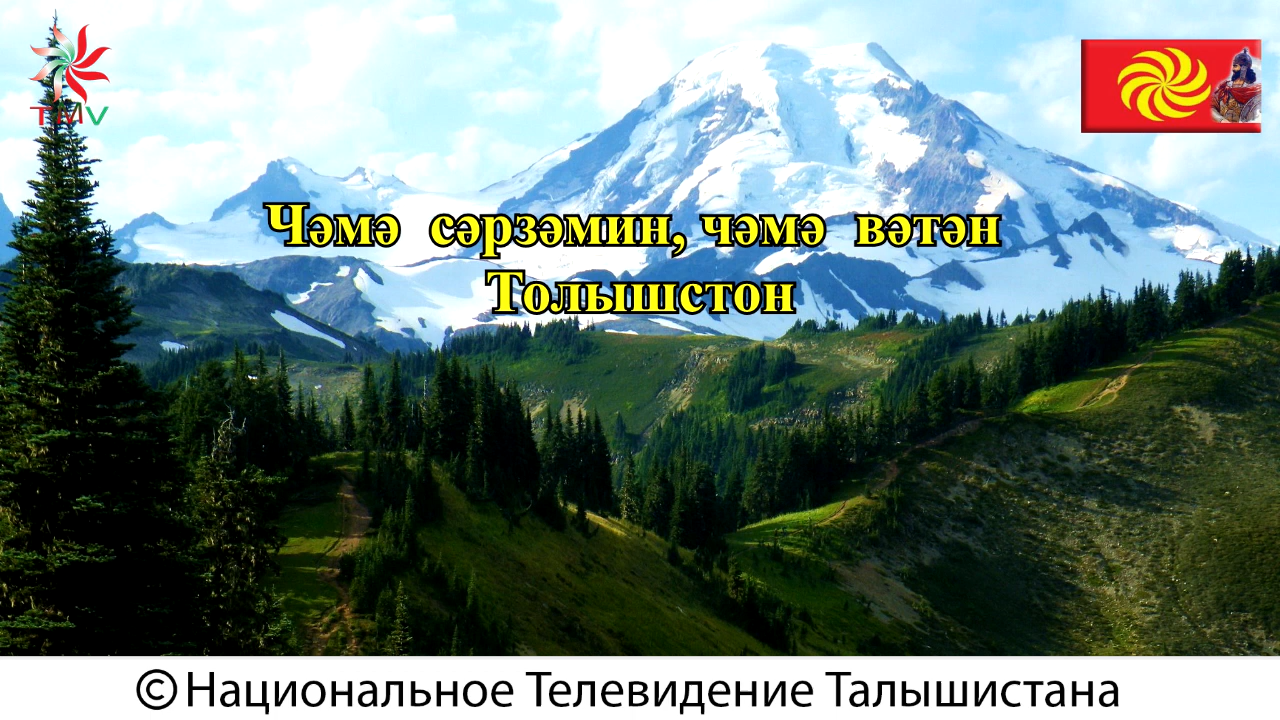 TMV
Чәмә сәрзәмин, чәмә вәтән
Толышстон
©Национальное Телевидение Талышистана